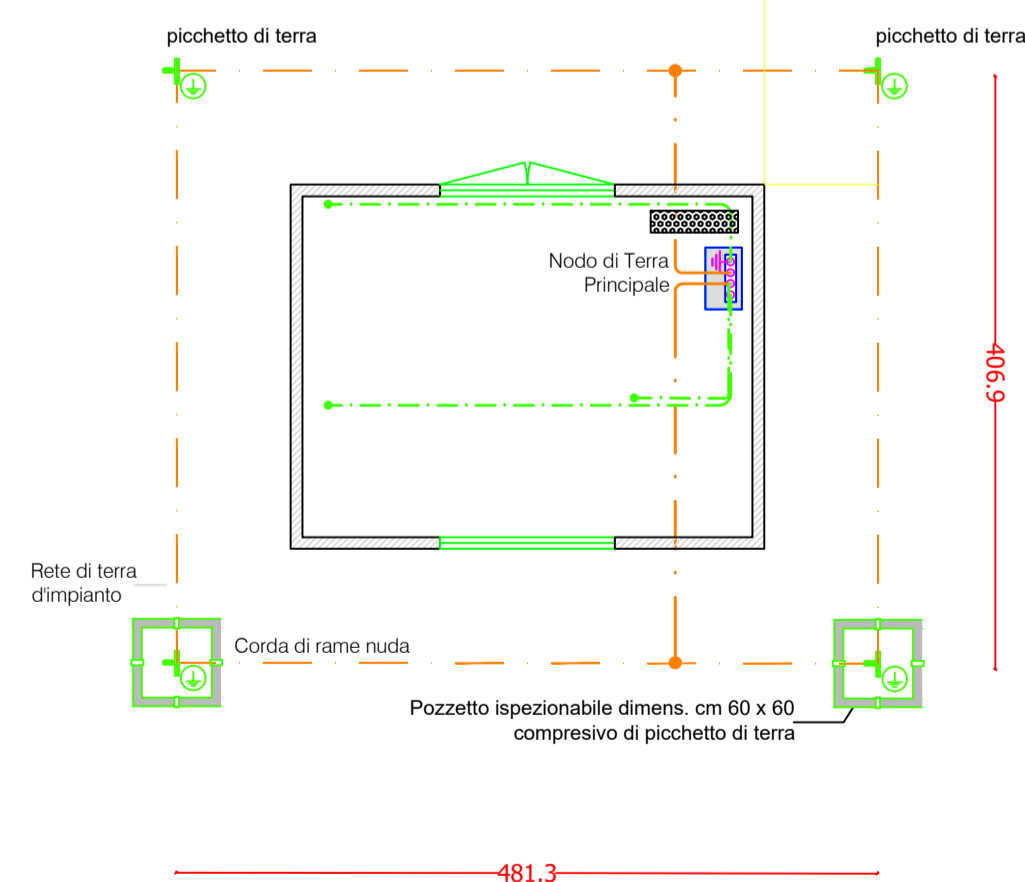 picchetto di terra
picchetto di terra
Nodo di Terra
Principale
406.9
Rete di terra
d'impianto
Corda di rame nuda
Pozzetto ispezionabile dimens. cm 60 x 60
compresivo di picchetto di terra
481.3